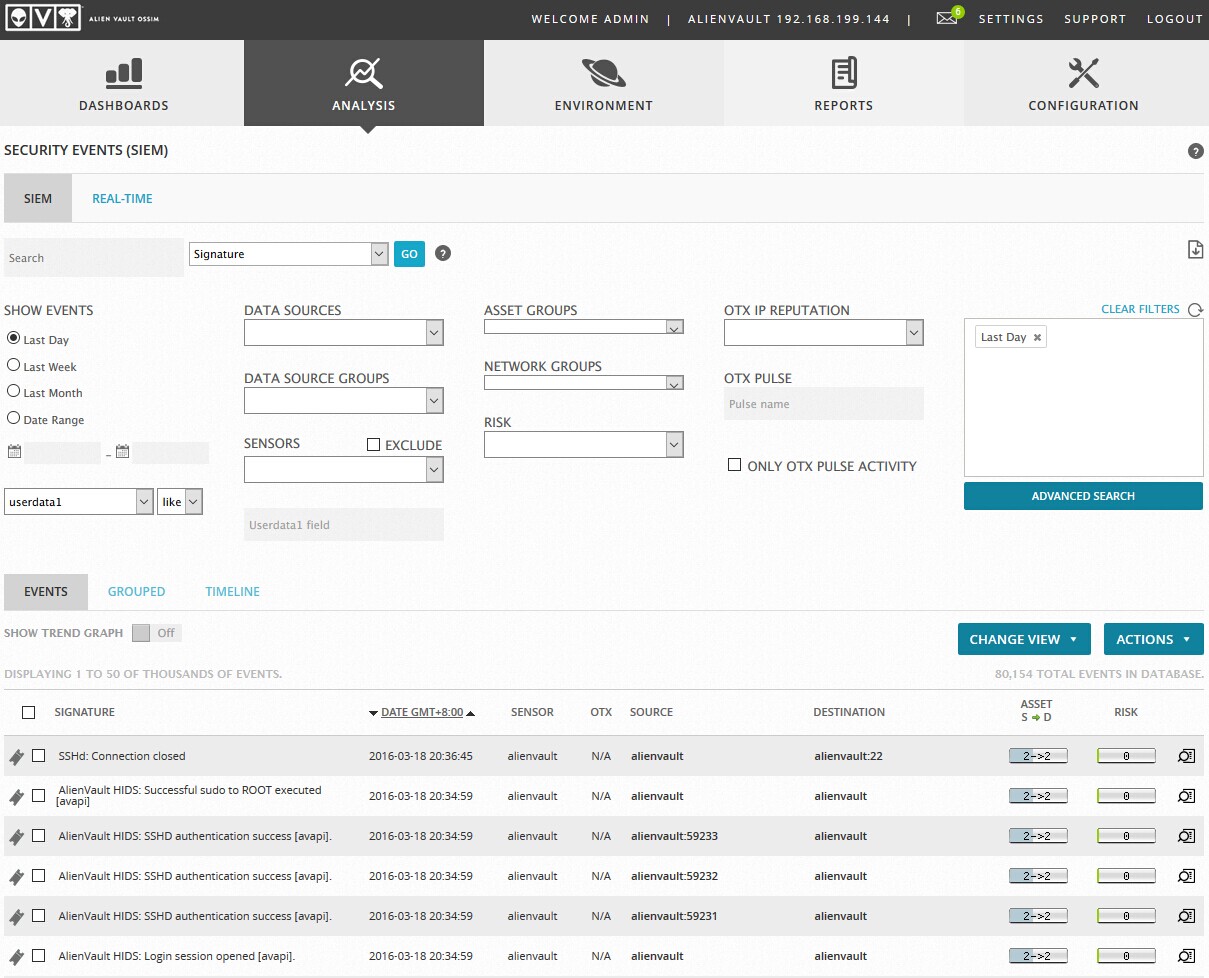 ALIEN VAULT OSSIM
WELCOME ADMIN | ALIENVAULT 192.168.199.144 | 6 SETTINGS SUPPORT LOGOUT
DASHBOARDS ANALYSIS ENVIRONMENT REPORTS CONFIGURATION
SECURITY EVENTS (SIEM) ?
SIEM REAL-TIME
Search Signature GO ?
SHOW EVENTS DATA SOURCES ASSET GROUPS OTX IP REPUTATION CLEAR FILTERS
Last Day
Last Day
Last Week
NETWORK GROUPS
DATA SOURCE GROUPS OTX PULSE
Last Month
Pulse name
Date Range
RISK
SENSORS EXCLUDE
–
ONLY OTX PULSE ACTIVITY
userdata1 like ADVANCED SEARCH
Userdata1 field
EVENTS GROUPED TIMELINE
SHOW TREND GRAPH Off CHANGE VIEW ACTIONS
DISPLAYING 1 TO 50 OF THOUSANDS OF EVENTS. 80,154 TOTAL EVENTS IN DATABASE.
SIGNATURE DATE GMT+8:00 SENSOR OTX SOURCE DESTINATION ASSET S D RISK
SSHd: Connection closed 2016-03-18 20:36:45 alienvault N/A alienvault alienvault:22 2->2 0
AlienVault HIDS: Successful sudo to ROOT executed
[avapi] 2016-03-18 20:34:59 alienvault N/A alienvault alienvault 2->2 0
AlienVault HIDS: SSHD authentication success [avapi]. 2016-03-18 20:34:59 alienvault N/A alienvault:59233 alienvault 2->2 0
AlienVault HIDS: SSHD authentication success [avapi]. 2016-03-18 20:34:59 alienvault N/A alienvault:59232 alienvault 2->2 0
AlienVault HIDS: SSHD authentication success [avapi]. 2016-03-18 20:34:59 alienvault N/A alienvault:59231 alienvault 2->2 0
AlienVault HIDS: Login session opened [avapi]. 2016-03-18 20:34:59 alienvault N/A alienvault alienvault 2->2 0